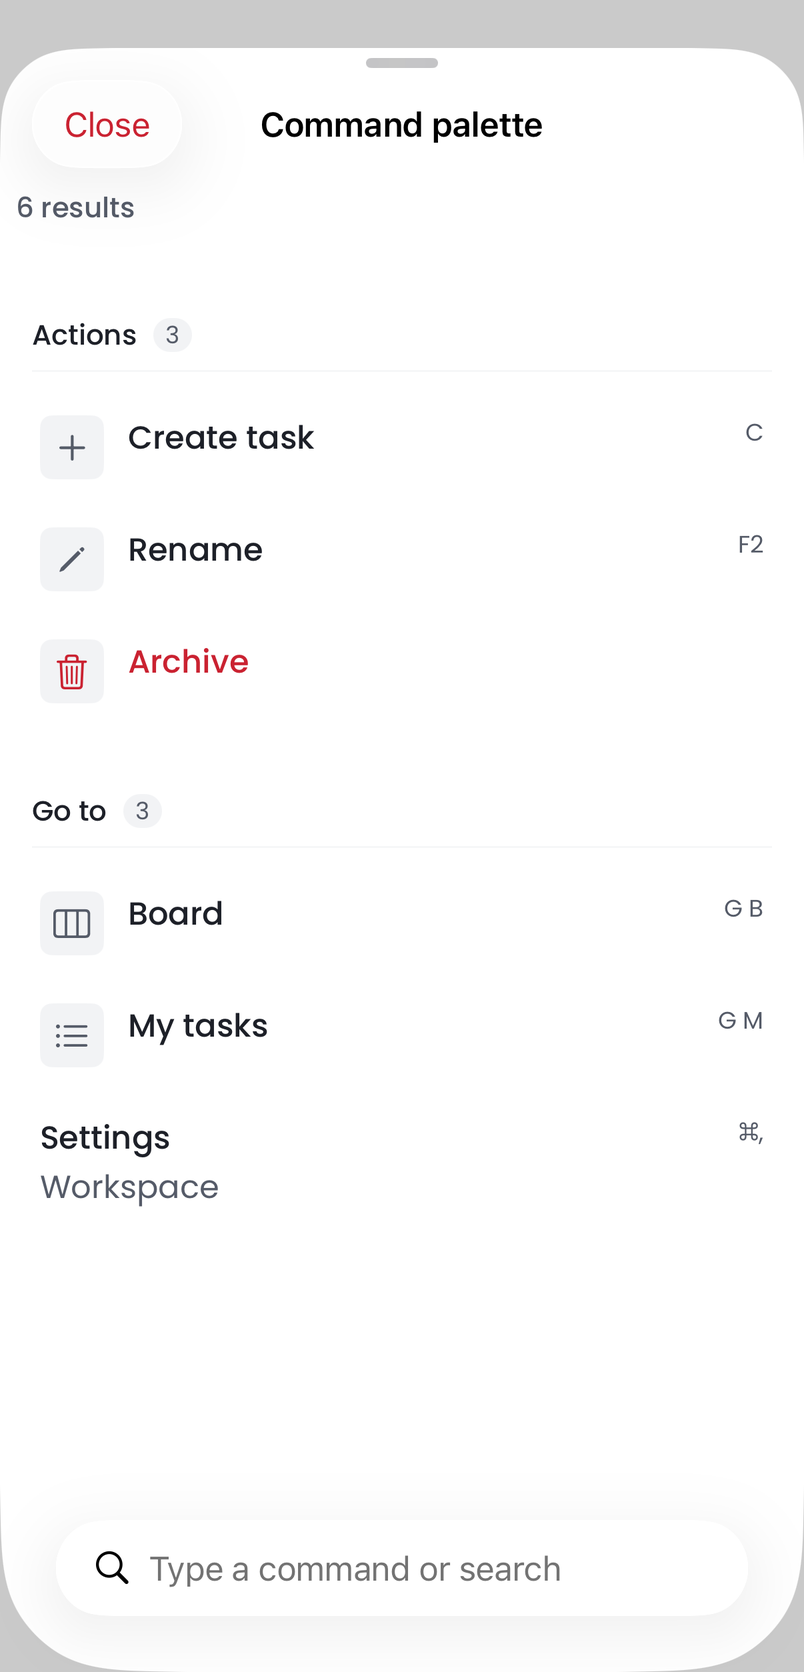 Close
Command palette
6 results
Actions 3
Create task C
Rename F2
Archive
Go to 3
Board G B
My tasks G M
Settings ⌘,
Workspace
Type a command or search